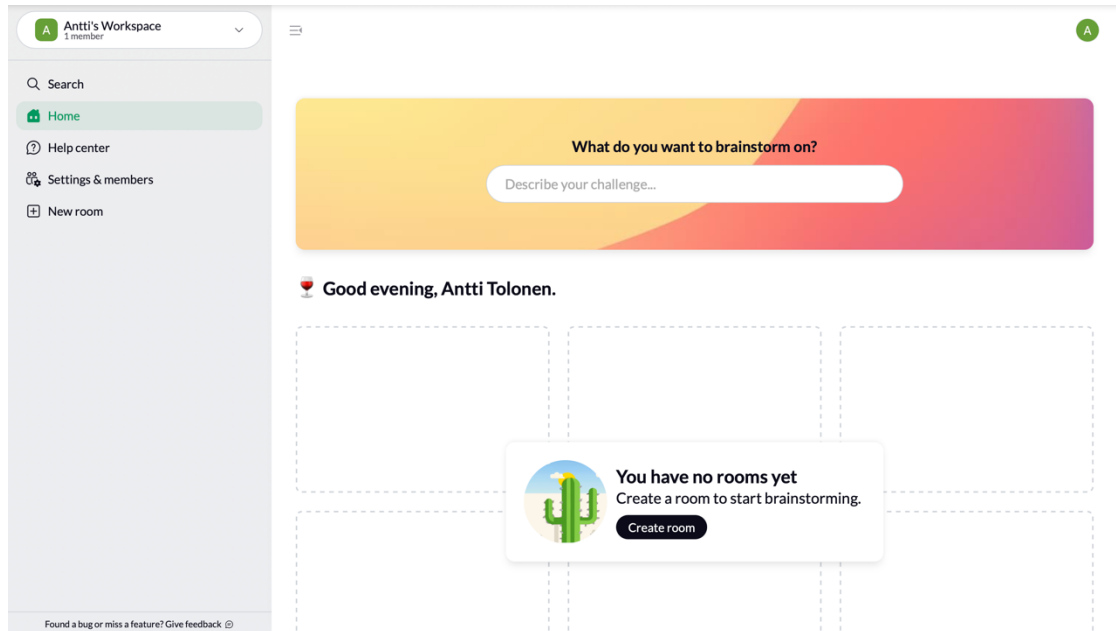 A
Antti's Workspace
1 member
A
Search
Home
Help center
Settings & members
New room
What do you want to brainstorm on?
Describe your challenge...
Good evening, Antti Tolonen.
You have no rooms yet
Create a room to start brainstorming.
Create room
Found a bug or miss a feature? Give feedback